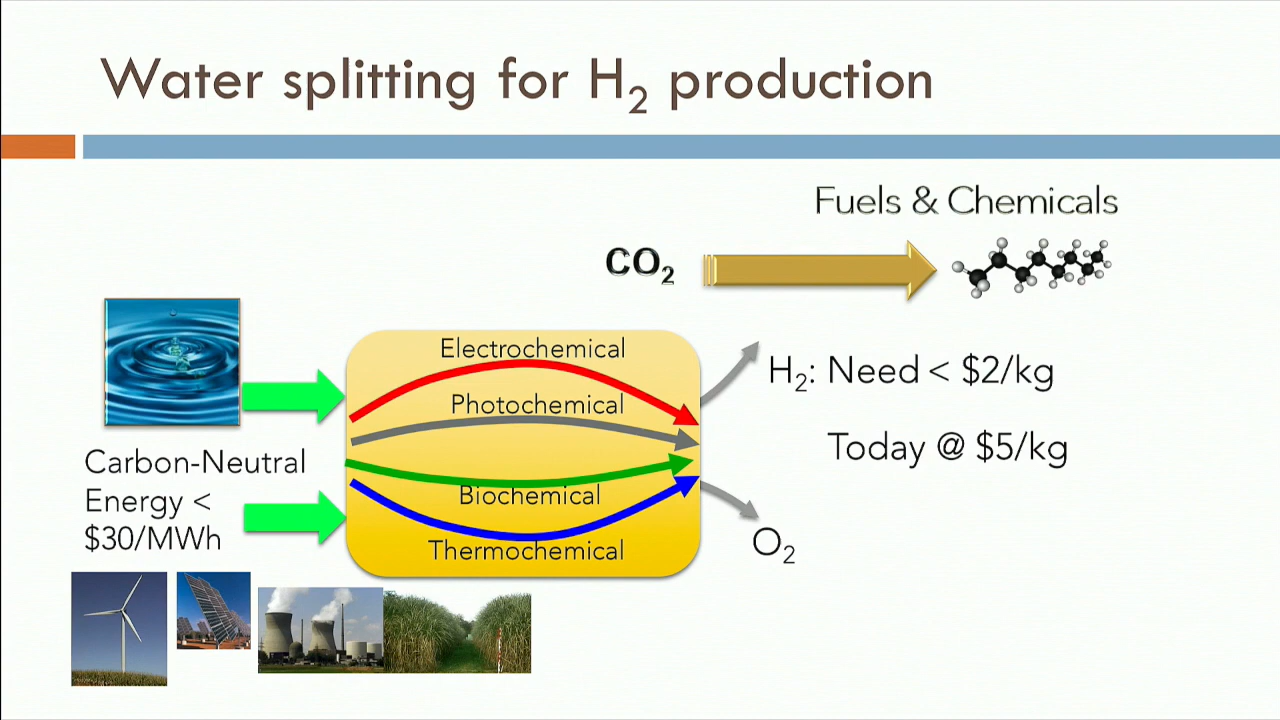 Water splitting for H₂ production
Fuels & Chemicals
CO₂
Electrochemical
Photochemical
Biochemical
Thermochemical
Carbon-Neutral
Energy <
$30/MWh
H₂: Need < $2/kg
Today @ $5/kg
O₂